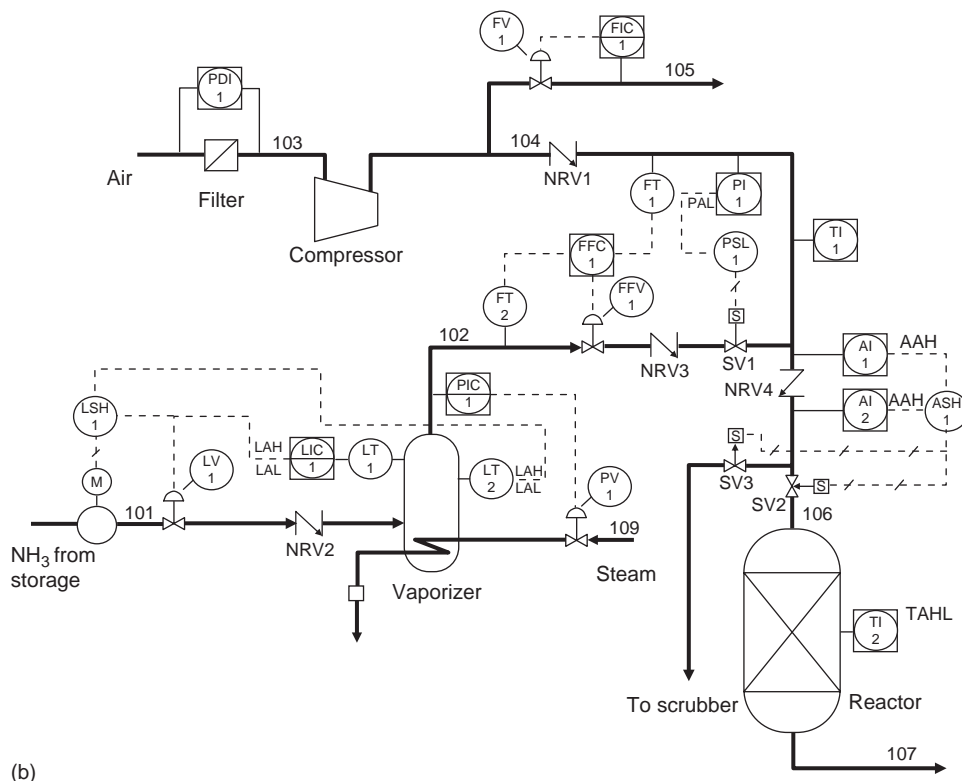 FV
1
FIC
1
105
PDI
1
103
104
Air
Filter
NRV1
Compressor
FT
1
PAL
PI
1
PSL
1
TI
1
FFC
1
FT
2
FFV
1
S
102
NRV3
SV1
AI
1
AAH
NRV4
AI
2
AAH
ASH
1
PIC
1
LSH
1
LAH
LAL
LIC
1
LT
1
LT
2
LAH
LAL
LV
1
PV
1
M
S
SV3
S
SV2
101
NH3 from
storage
NRV2
109
Steam
Vaporizer
106
TI
2
TAHL
To scrubber
Reactor
107
(b)